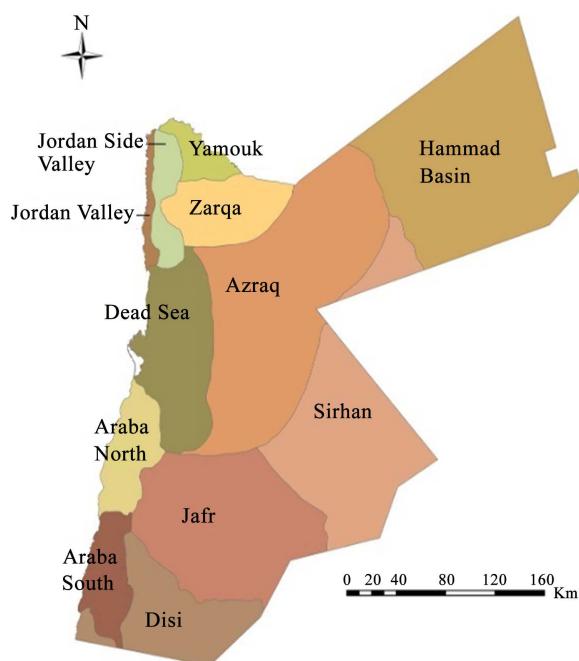 N
Jordan Side
Valley
Yamouk
Hammad
Basin
Jordan Valley
Zarqa
Azraq
Dead Sea
Sirhan
Araba
North
Jafr
Araba
South
Disi
0 10 20 40 80 120 160
Km